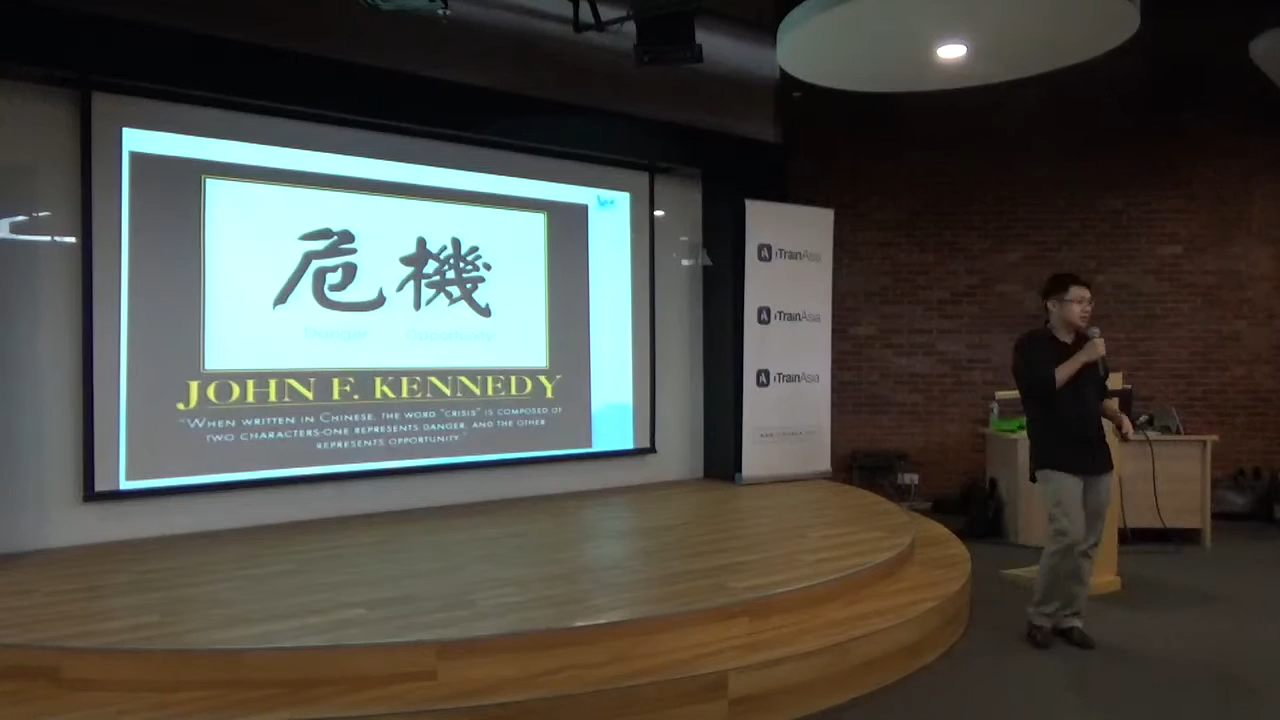 危機
Danger Opportunity
JOHN F. KENNEDY
"WHEN WRITTEN IN CHINESE, THE WORD "CRISIS" IS COMPOSED OF
TWO CHARACTERS-ONE REPRESENTS DANGER, AND THE OTHER
REPRESENTS OPPORTUNITY."
iTrainAsia
iTrainAsia
iTrainAsia